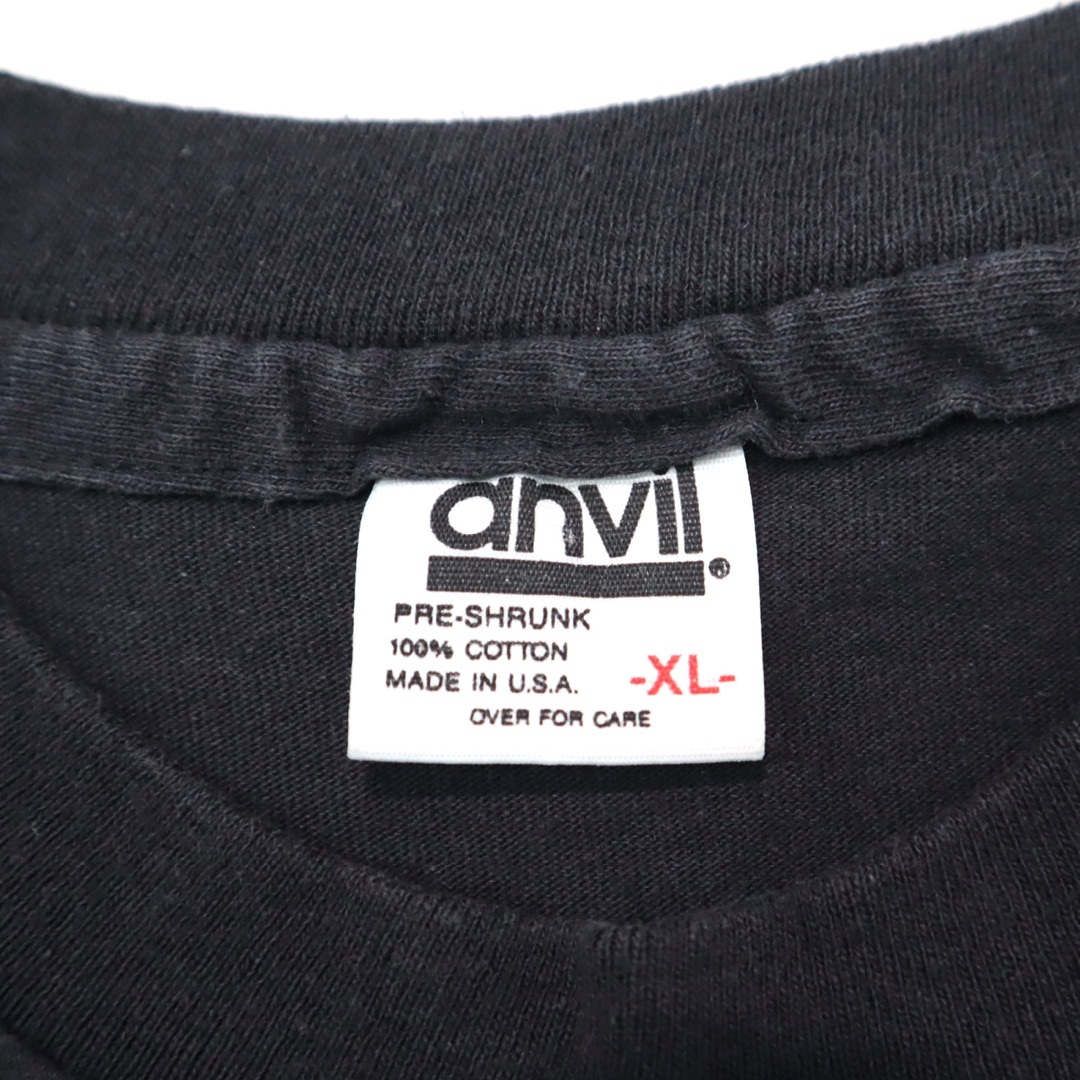 anvil®
PRE-SHRUNK
100% COTTON
MADE IN U.S.A. -XL-
OVER FOR CARE